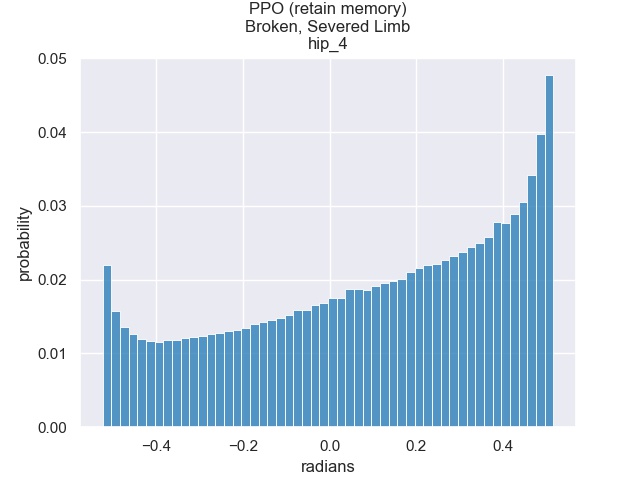 PPO (retain memory)
Broken, Severed Limb
hip_4
0.05
0.04
0.03
0.02
0.01
0.00
probability
−0.4
−0.2
0.0
0.2
0.4
radians